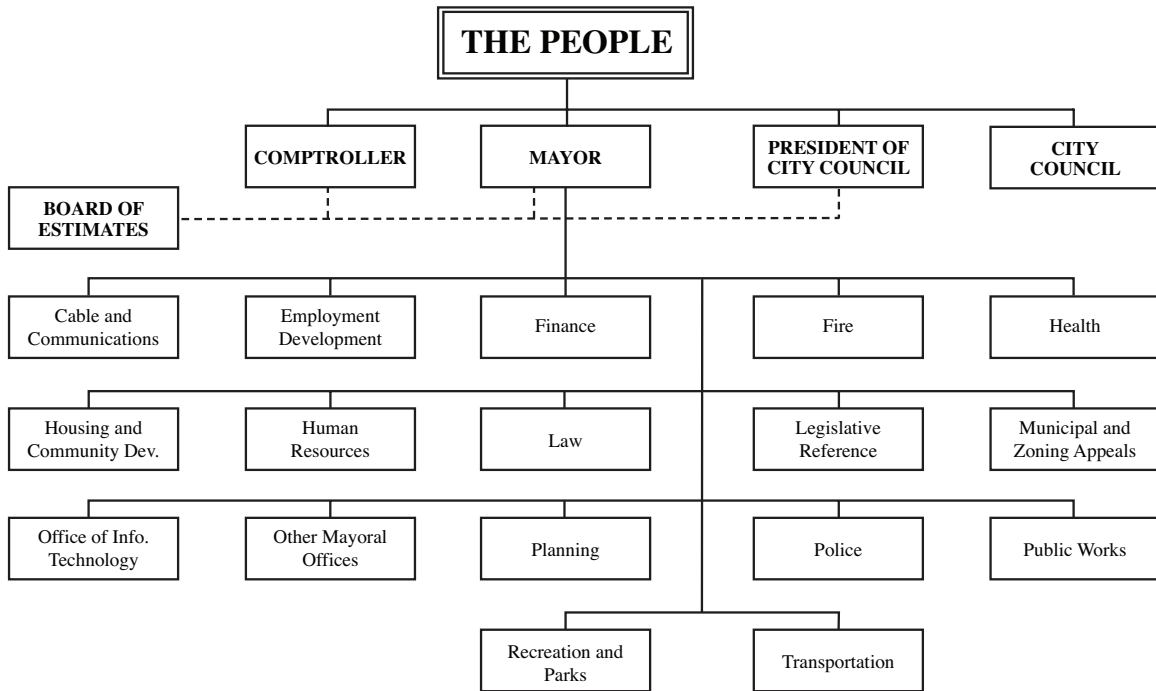 THE PEOPLE
COMPTROLLER
MAYOR
PRESIDENT OF
CITY COUNCIL
CITY
COUNCIL
BOARD OF
ESTIMATES
Cable and
Communications
Employment
Development
Finance
Fire
Health
Housing and
Community Dev.
Human
Resources
Law
Legislative
Reference
Municipal and
Zoning Appeals
Office of Info.
Technology
Other Mayoral
Offices
Planning
Police
Public Works
Recreation and
Parks
Transportation